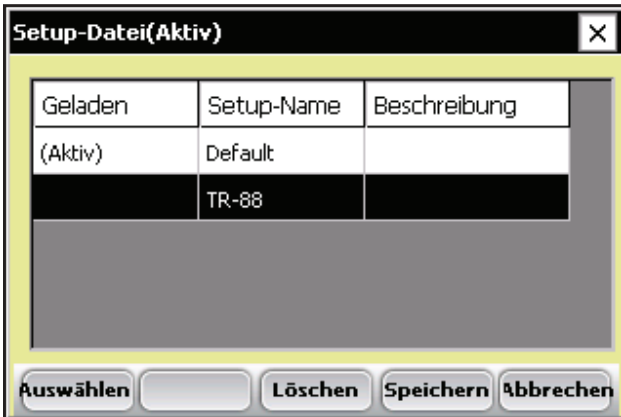 Setup-Datei(Aktiv)
Geladen Setup-Name Beschreibung
(Aktiv) Default
TR-88
Auswählen Löschen Speichern Abbrechen